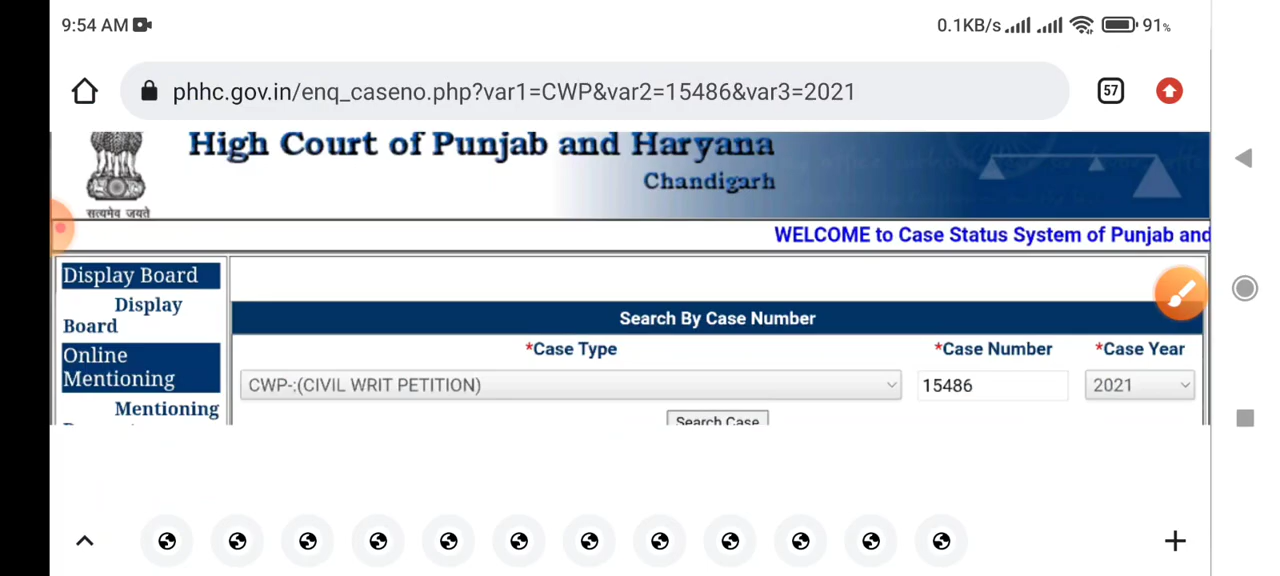 9:54 AM
0.1KB/s
91%
phhc.gov.in/enq_caseno.php?var1=CWP&var2=15486&var3=2021
57
High Court of Punjab and Haryana
Chandigarh
सत्यमेव जयते
WELCOME to Case Status System of Punjab and
Display Board
Display
Board
Online
Mentioning
Mentioning
Search By Case Number
*Case Type
*Case Number
*Case Year
CWP-;(CIVIL WRIT PETITION)
15486
2021
Search Case